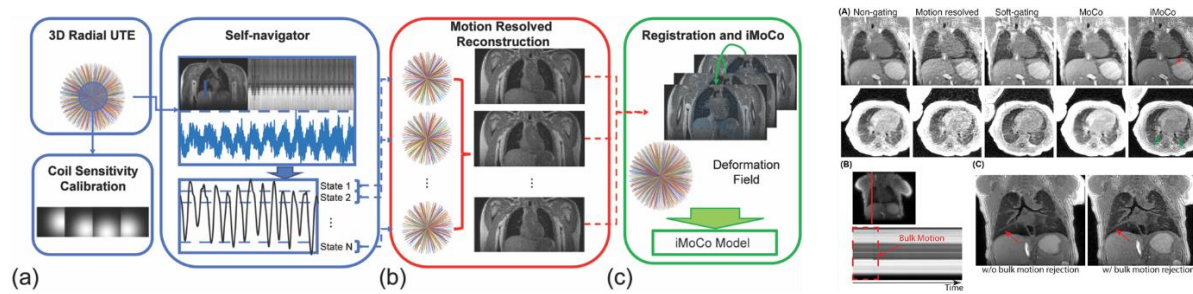 3D Radial UTE
Coil Sensitivity
Calibration
(a)
Self-navigator
State 1
State 2
State N
Motion Resolved
Reconstruction
(b)
Registration and iMoCo
Deformation
Field
iMoCo Model
(c)
(A) Non-gating Motion resolved Soft-gating MoCo iMoCo
(B)
Bulk Motion
Time
(C)
w/o bulk motion rejection w/ bulk motion rejection